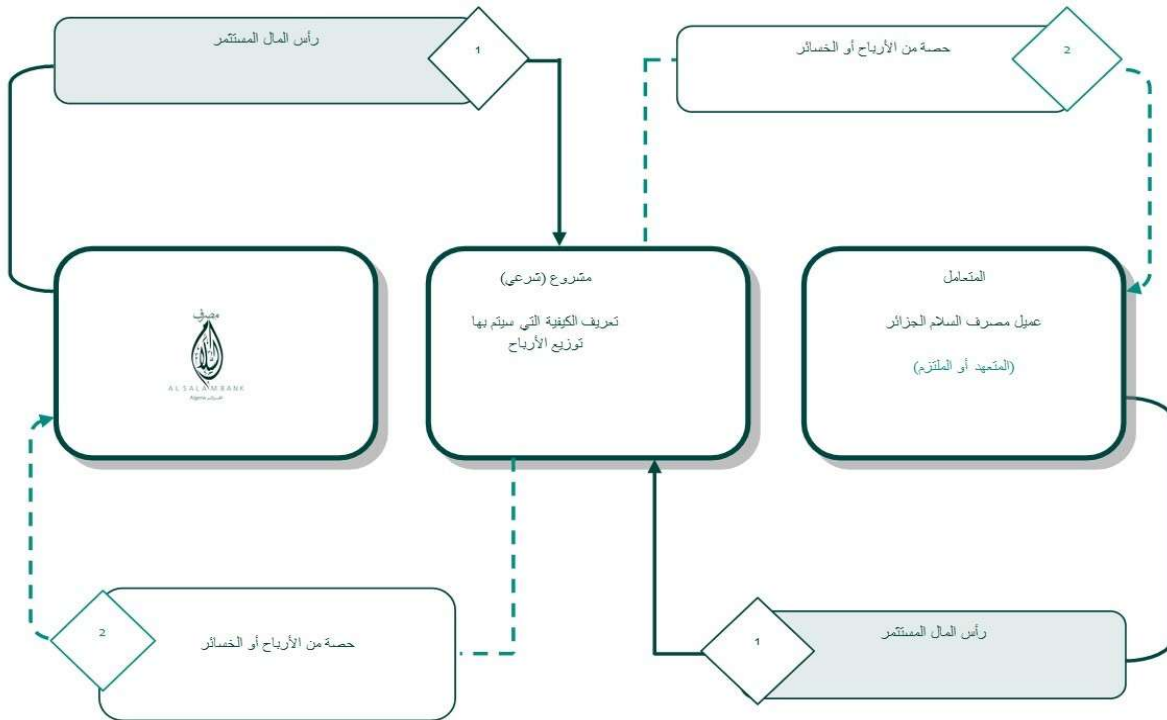 رأس المال المستثمر
1
حصة من الأرباح أو الخسائر
2
مصرف
السلام
AL SALAM BANK
Algeria الجزائر
مشروع (شرعي)
تعريف الكيفية التي سيتم بها
توزيع الأرباح
المتعامل
عميل مصرف السلام الجزائر
(المتعهد أو الملتزم)
2
حصة من الأرباح أو الخسائر
1
رأس المال المستثمر